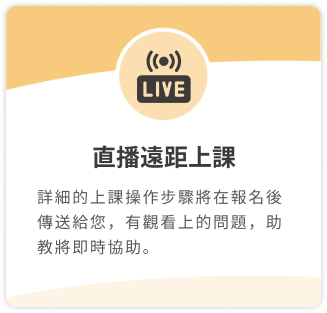 LIVE
直播遠距上課
詳細的上課操作步驟將在報名後
傳送給您，有觀看上的問題，助
教將即時協助。